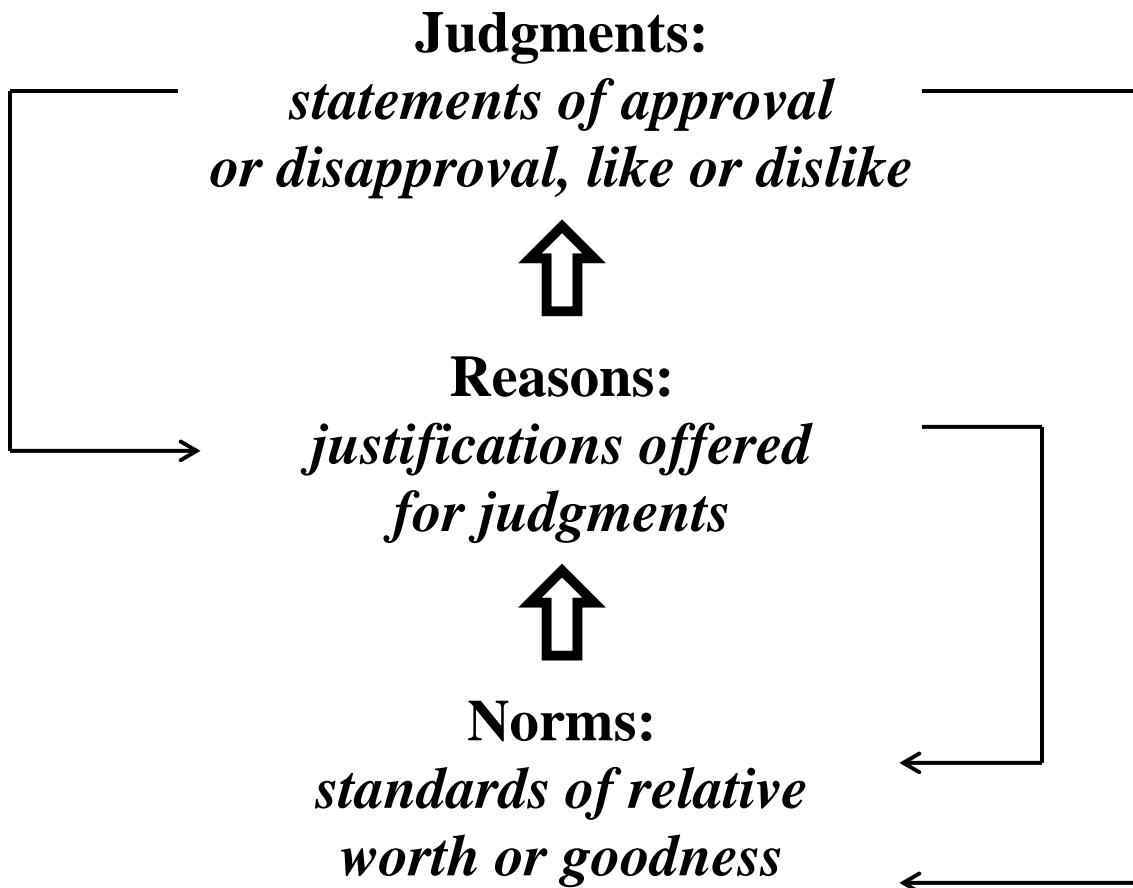 Judgments:
statements of approval
or disapproval, like or dislike
Reasons:
justifications offered
for judgments
Norms:
standards of relative
worth or goodness